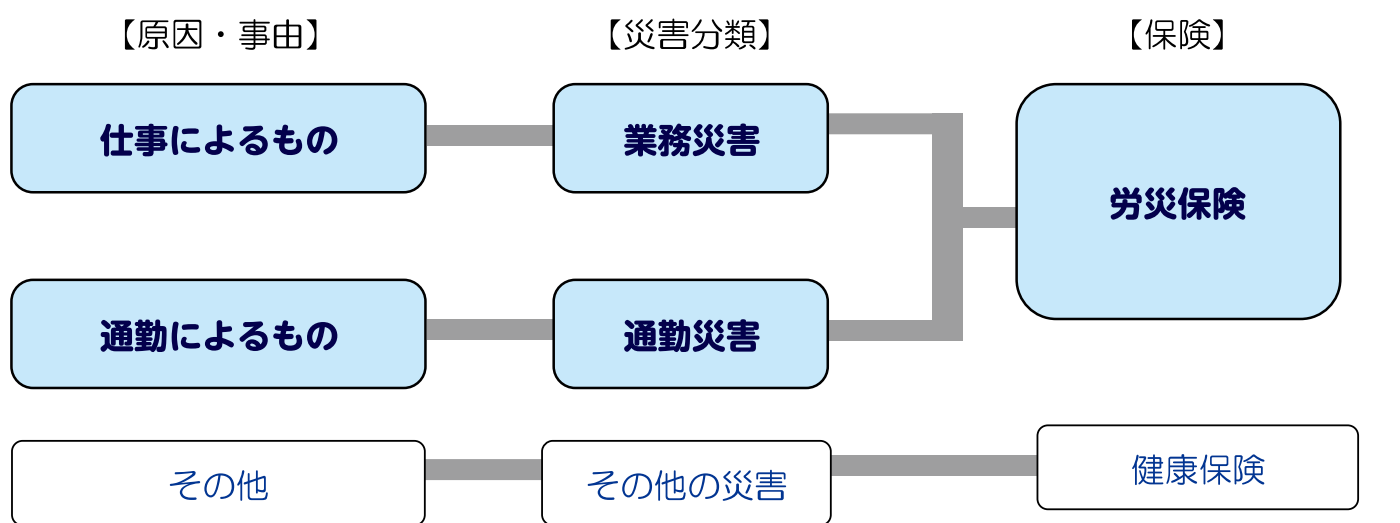 【原因・事由】
【災害分類】
【保険】
仕事によるもの
業務災害
労災保険
通勤によるもの
通勤災害
その他
その他の災害
健康保険